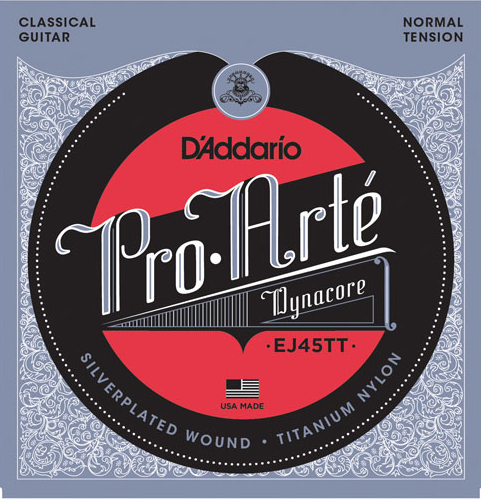 CLASSICAL
GUITAR
NORMAL
TENSION
D'Addario
Pro·Arté
Dynacore
·EJ45TT·
USA MADE
SILVERPLATED WOUND • TITANIUM NYLON